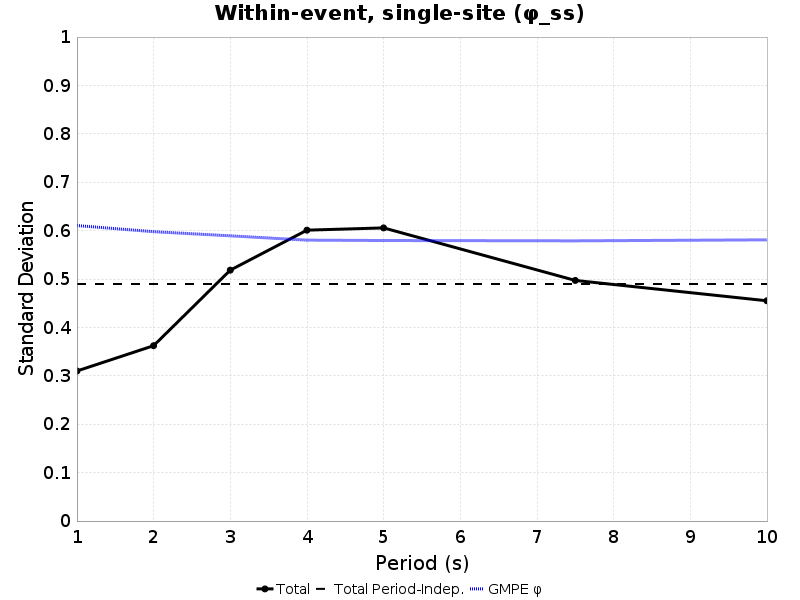 Within-event, single-site (φ_ss)
1
0.9
0.8
0.7
0.6
0.5
0.4
0.3
0.2
0.1
0
Standard Deviation
1 2 3 4 5 6 7 8 9 10
Period (s)
Total Total Period-Indep. GMPE φ